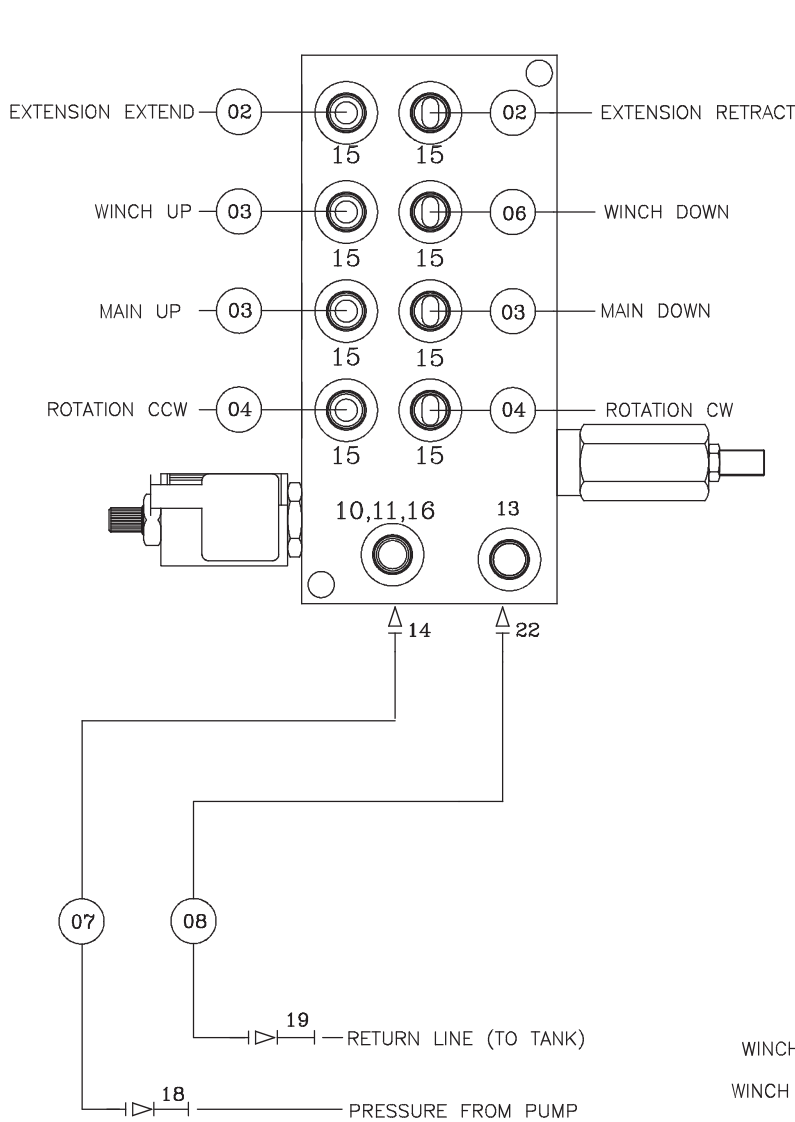 EXTENSION EXTEND 02 02 EXTENSION RETRACT
15 15
WINCH UP 03 06 WINCH DOWN
15 15
MAIN UP 03 03 MAIN DOWN
15 15
ROTATION CCW 04 04 ROTATION CW
15 15
10,11,16 13
14 22
07 08
19
RETURN LINE (TO TANK)
WINCH
18
WINCH
PRESSURE FROM PUMP